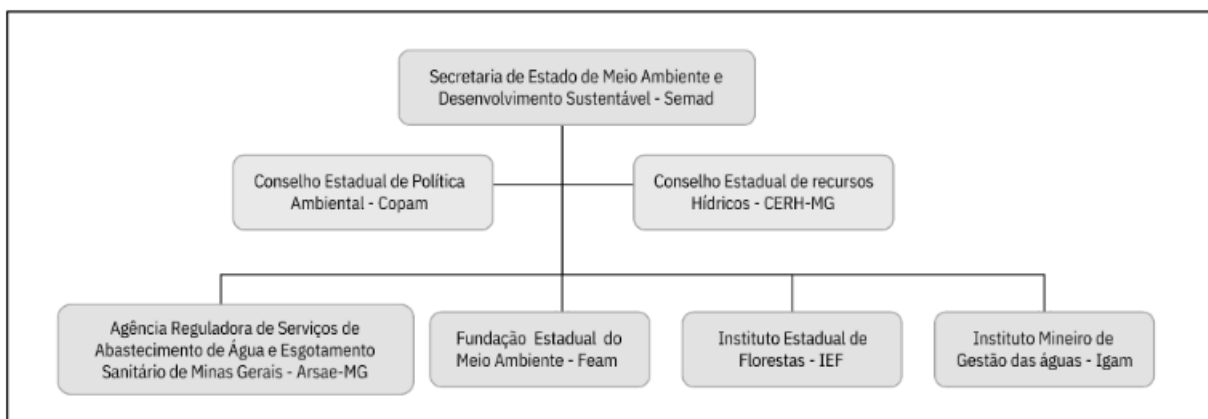 Secretaria de Estado de Meio Ambiente e
Desenvolvimento Sustentável - Semad
Conselho Estadual de Política
Ambiental - Copam
Conselho Estadual de recursos
Hídricos - CERH-MG
Agência Reguladora de Serviços de
Abastecimento de Água e Esgotamento
Sanitário de Minas Gerais - Arsae-MG
Fundação Estadual do
Meio Ambiente - Feam
Instituto Estadual de
Florestas - IEF
Instituto Mineiro de
Gestão das águas - Igam